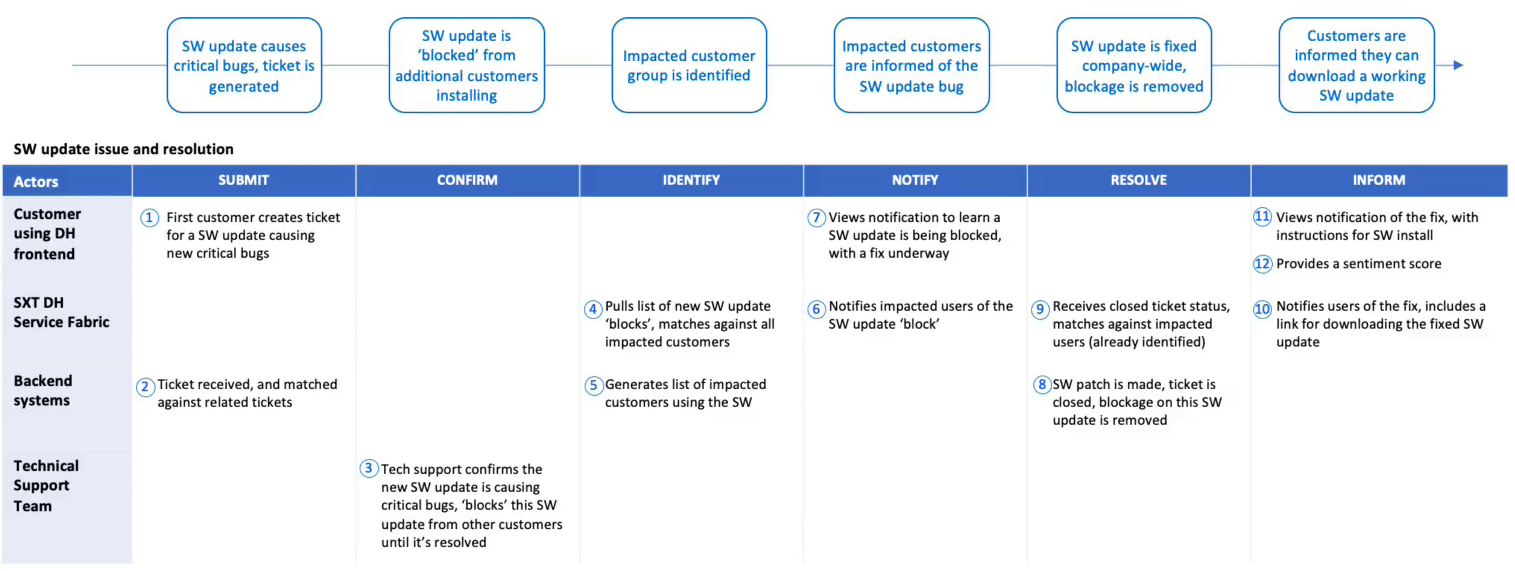 SW update causes
critical bugs, ticket is
generated
SW update is
‘blocked’ from
additional customers
installing
Impacted customer
group is identified
Impacted customers
are informed of the
SW update bug
SW update is fixed
company-wide,
blockage is removed
Customers are
informed they can
download a working
SW update
SW update issue and resolution
Actors
SUBMIT
CONFIRM
IDENTIFY
NOTIFY
RESOLVE
INFORM
Customer
using DH
frontend
1 First customer creates ticket
for a SW update causing
new critical bugs
7 Views notification to learn a
SW update is being blocked,
with a fix underway
11 Views notification of the fix, with
instructions for SW install
12 Provides a sentiment score
SXT DH
Service Fabric
4 Pulls list of new SW update
‘blocks’, matches against all
impacted customers
6 Notifies impacted users of the
SW update ‘block’
9 Receives closed ticket status,
matches against impacted
users (already identified)
10 Notifies users of the fix, includes a
link for downloading the fixed SW
update
Backend
systems
2 Ticket received, and matched
against related tickets
5 Generates list of impacted
customers using the SW
8 SW patch is made, ticket is
closed, blockage on this SW
update is removed
Technical
Support
Team
3 Tech support confirms the
new SW update is causing
critical bugs, ‘blocks’ this SW
update from other customers
until it’s resolved